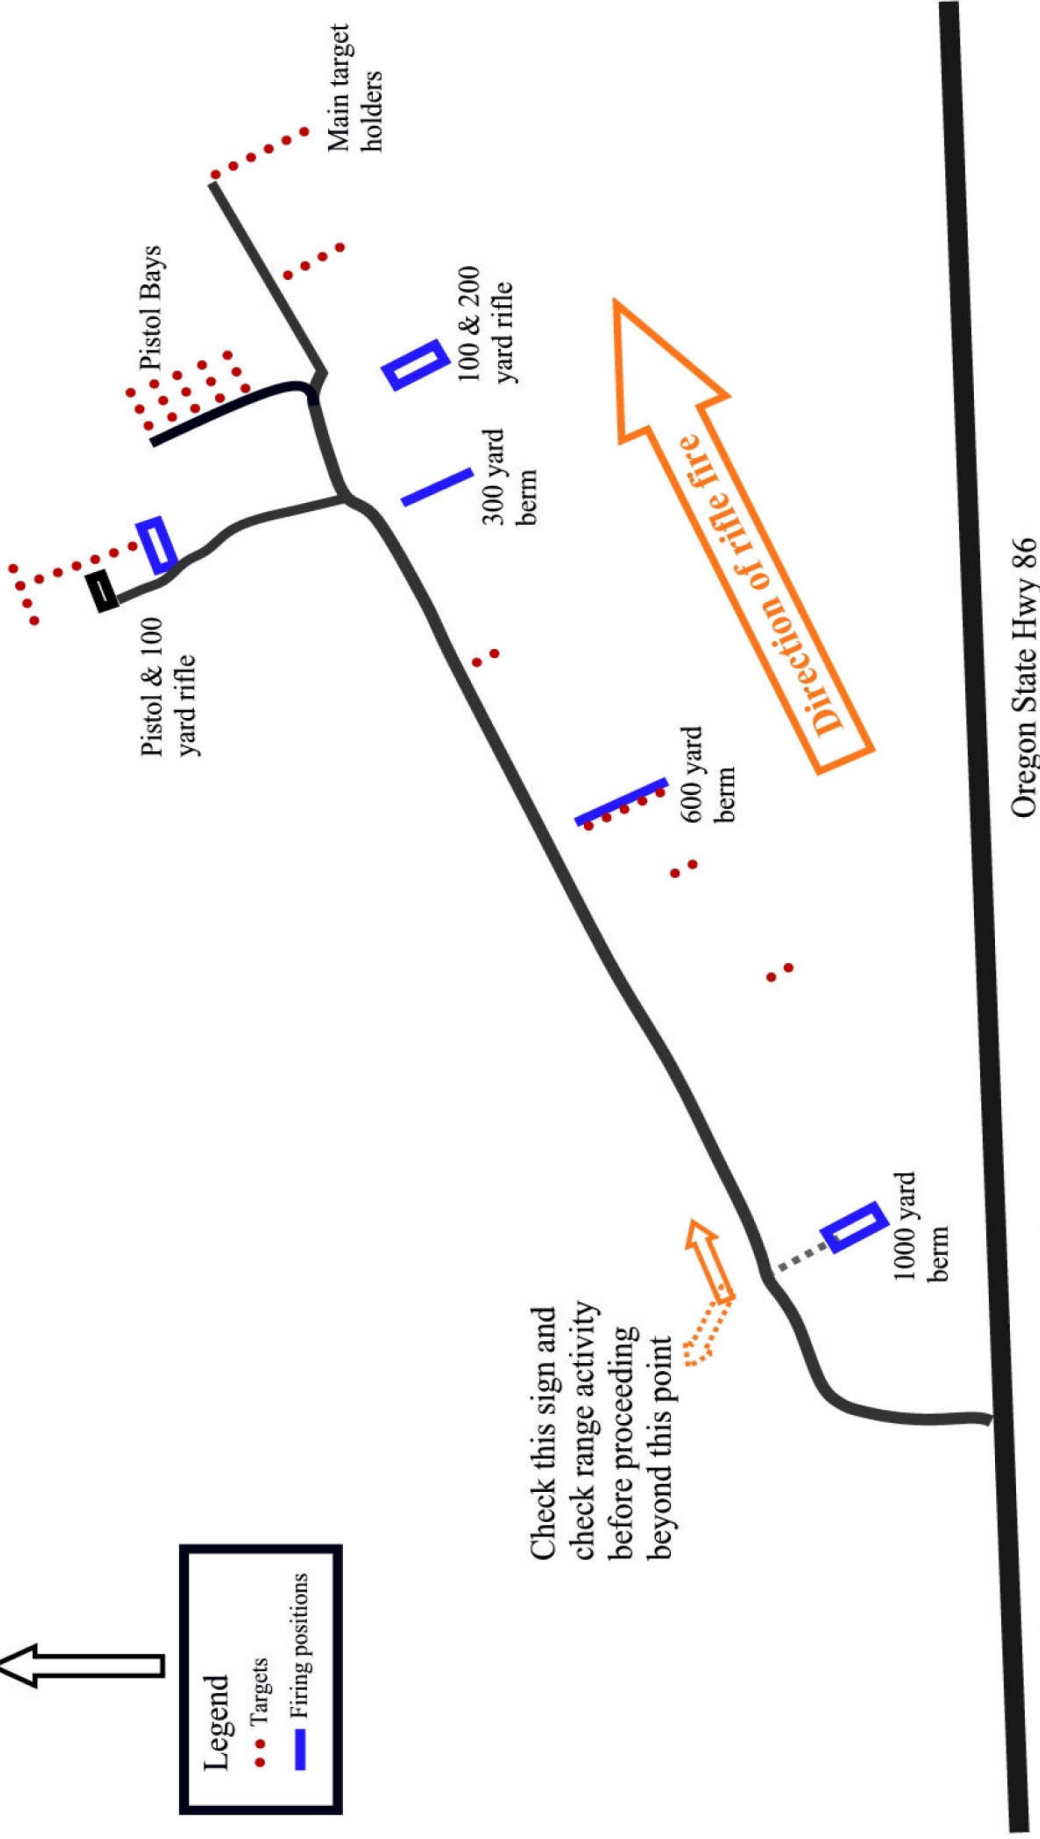 Main target
holders
Pistol Bays
100 & 200
yard rifle
300 yard
berm
Pistol & 100
yard rifle
Direction of rifle fire
600 yard
berm
Check this sign and
check range activity
before proceeding
beyond this point
1000 yard
berm
Oregon State Hwy 86
Legend
Targets
Firing positions